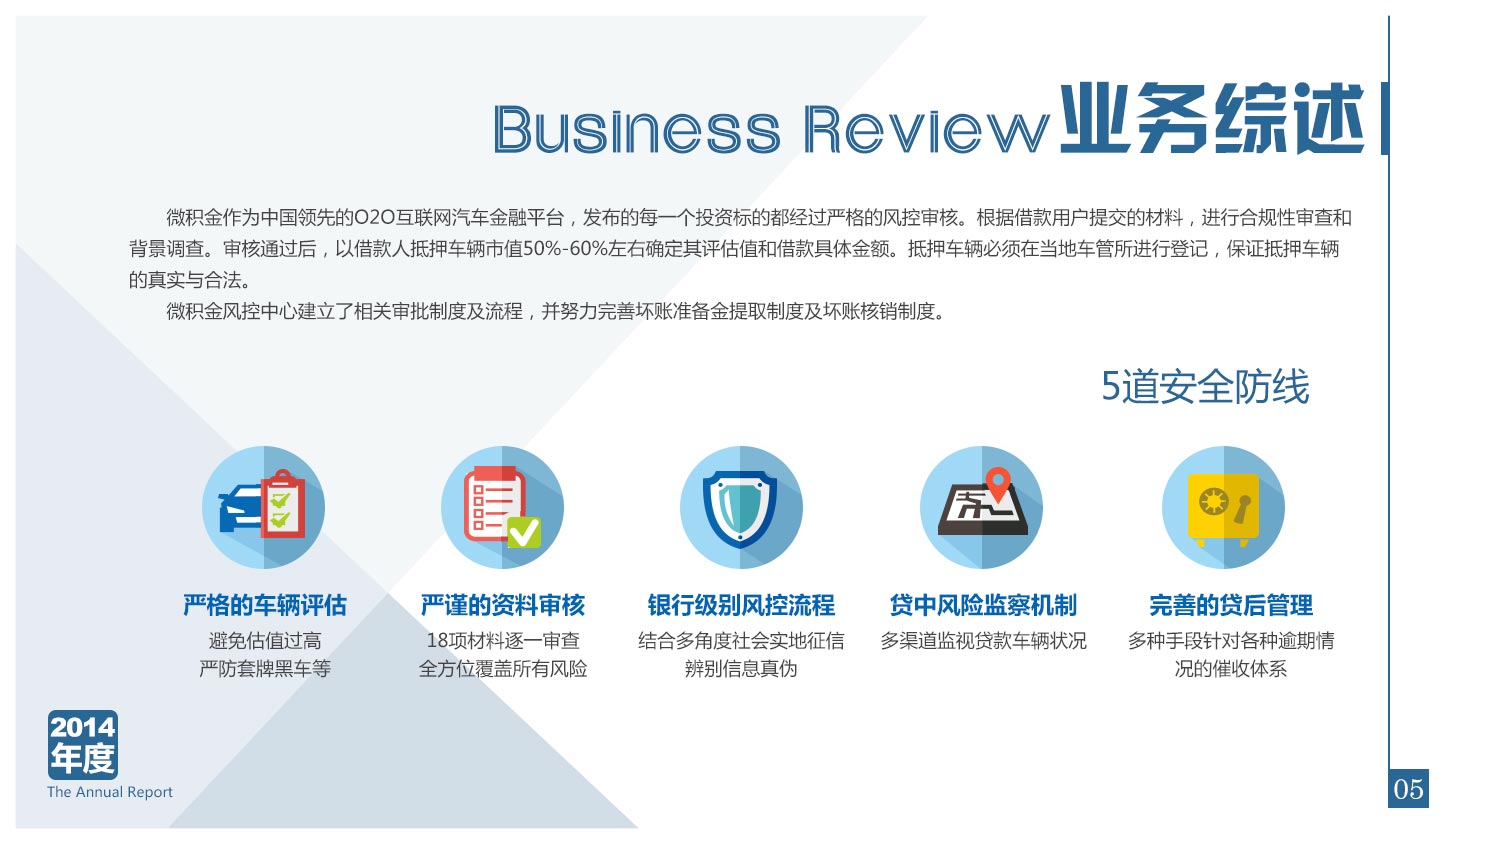 Business Review 业务综述
微积金作为中国领先的O2O互联网汽车金融平台，发布的每一个投资标的都经过严格的风控审核。根据借款用户提交的材料，进行合规性审查和
背景调查。审核通过后，以借款人抵押车辆市值50%-60%左右确定其评估值和借款具体金额。抵押车辆必须在当地车管所进行登记，保证抵押车辆
的真实与合法。
微积金风控中心建立了相关审批制度及流程，并努力完善坏账准备金提取制度及坏账核销制度。
5道安全防线
严格的车辆评估
避免估值过高
严防套牌黑车等
严谨的资料审核
18项材料逐一审查
全方位覆盖所有风险
银行级别风控流程
结合多角度社会实地征信
辨别信息真伪
贷中风险监察机制
多渠道监视贷款车辆状况
完善的贷后管理
多种手段针对各种逾期情
况的催收体系
2014
年度
The Annual Report
05